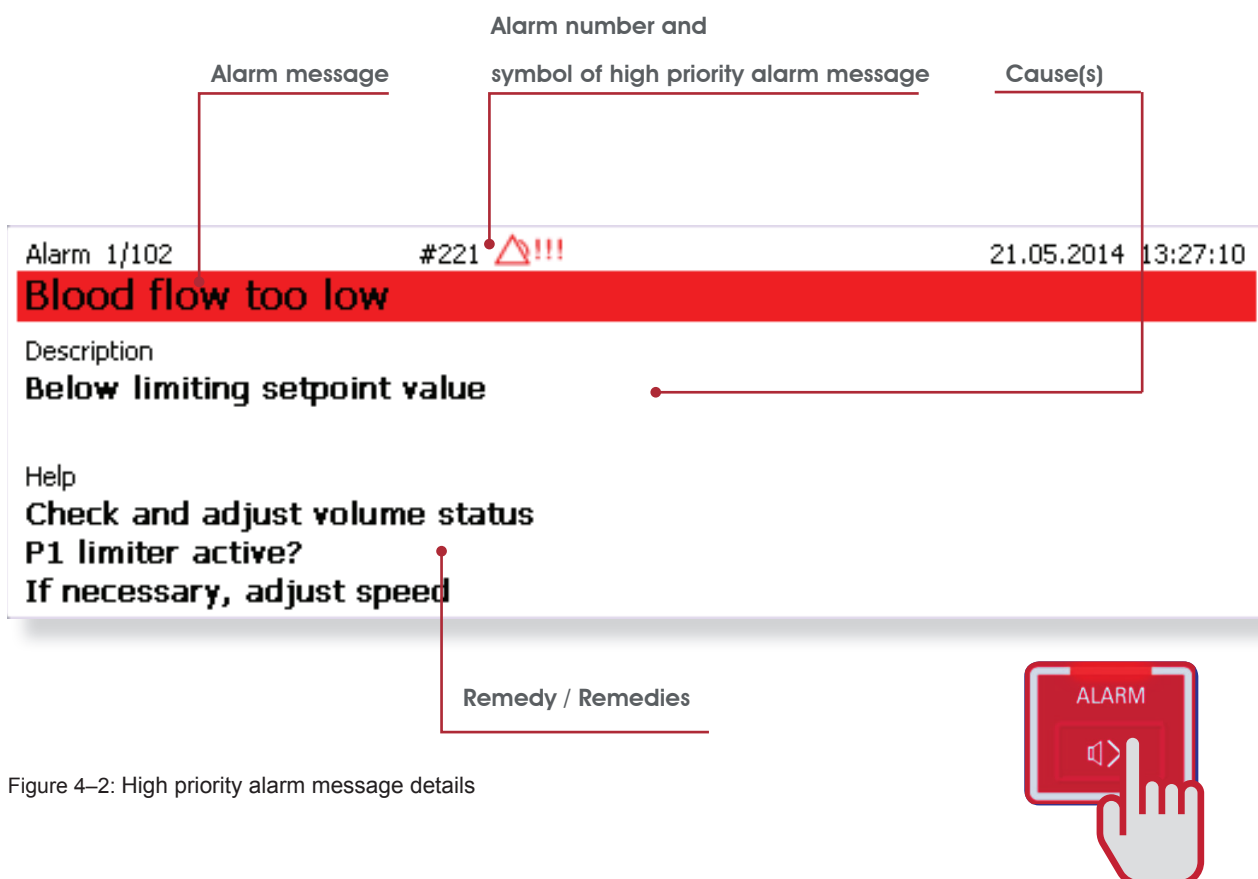 Alarm number and
Alarm message symbol of high priority alarm message Cause(s)
Alarm 1/102 #221 !!! 21.05.2014 13:27:10
Blood flow too low
Description
Below limiting setpoint value
Help
Check and adjust volume status
P1 limiter active?
If necessary, adjust speed
Remedy / Remedies
ALARM
Figure 4–2: High priority alarm message details